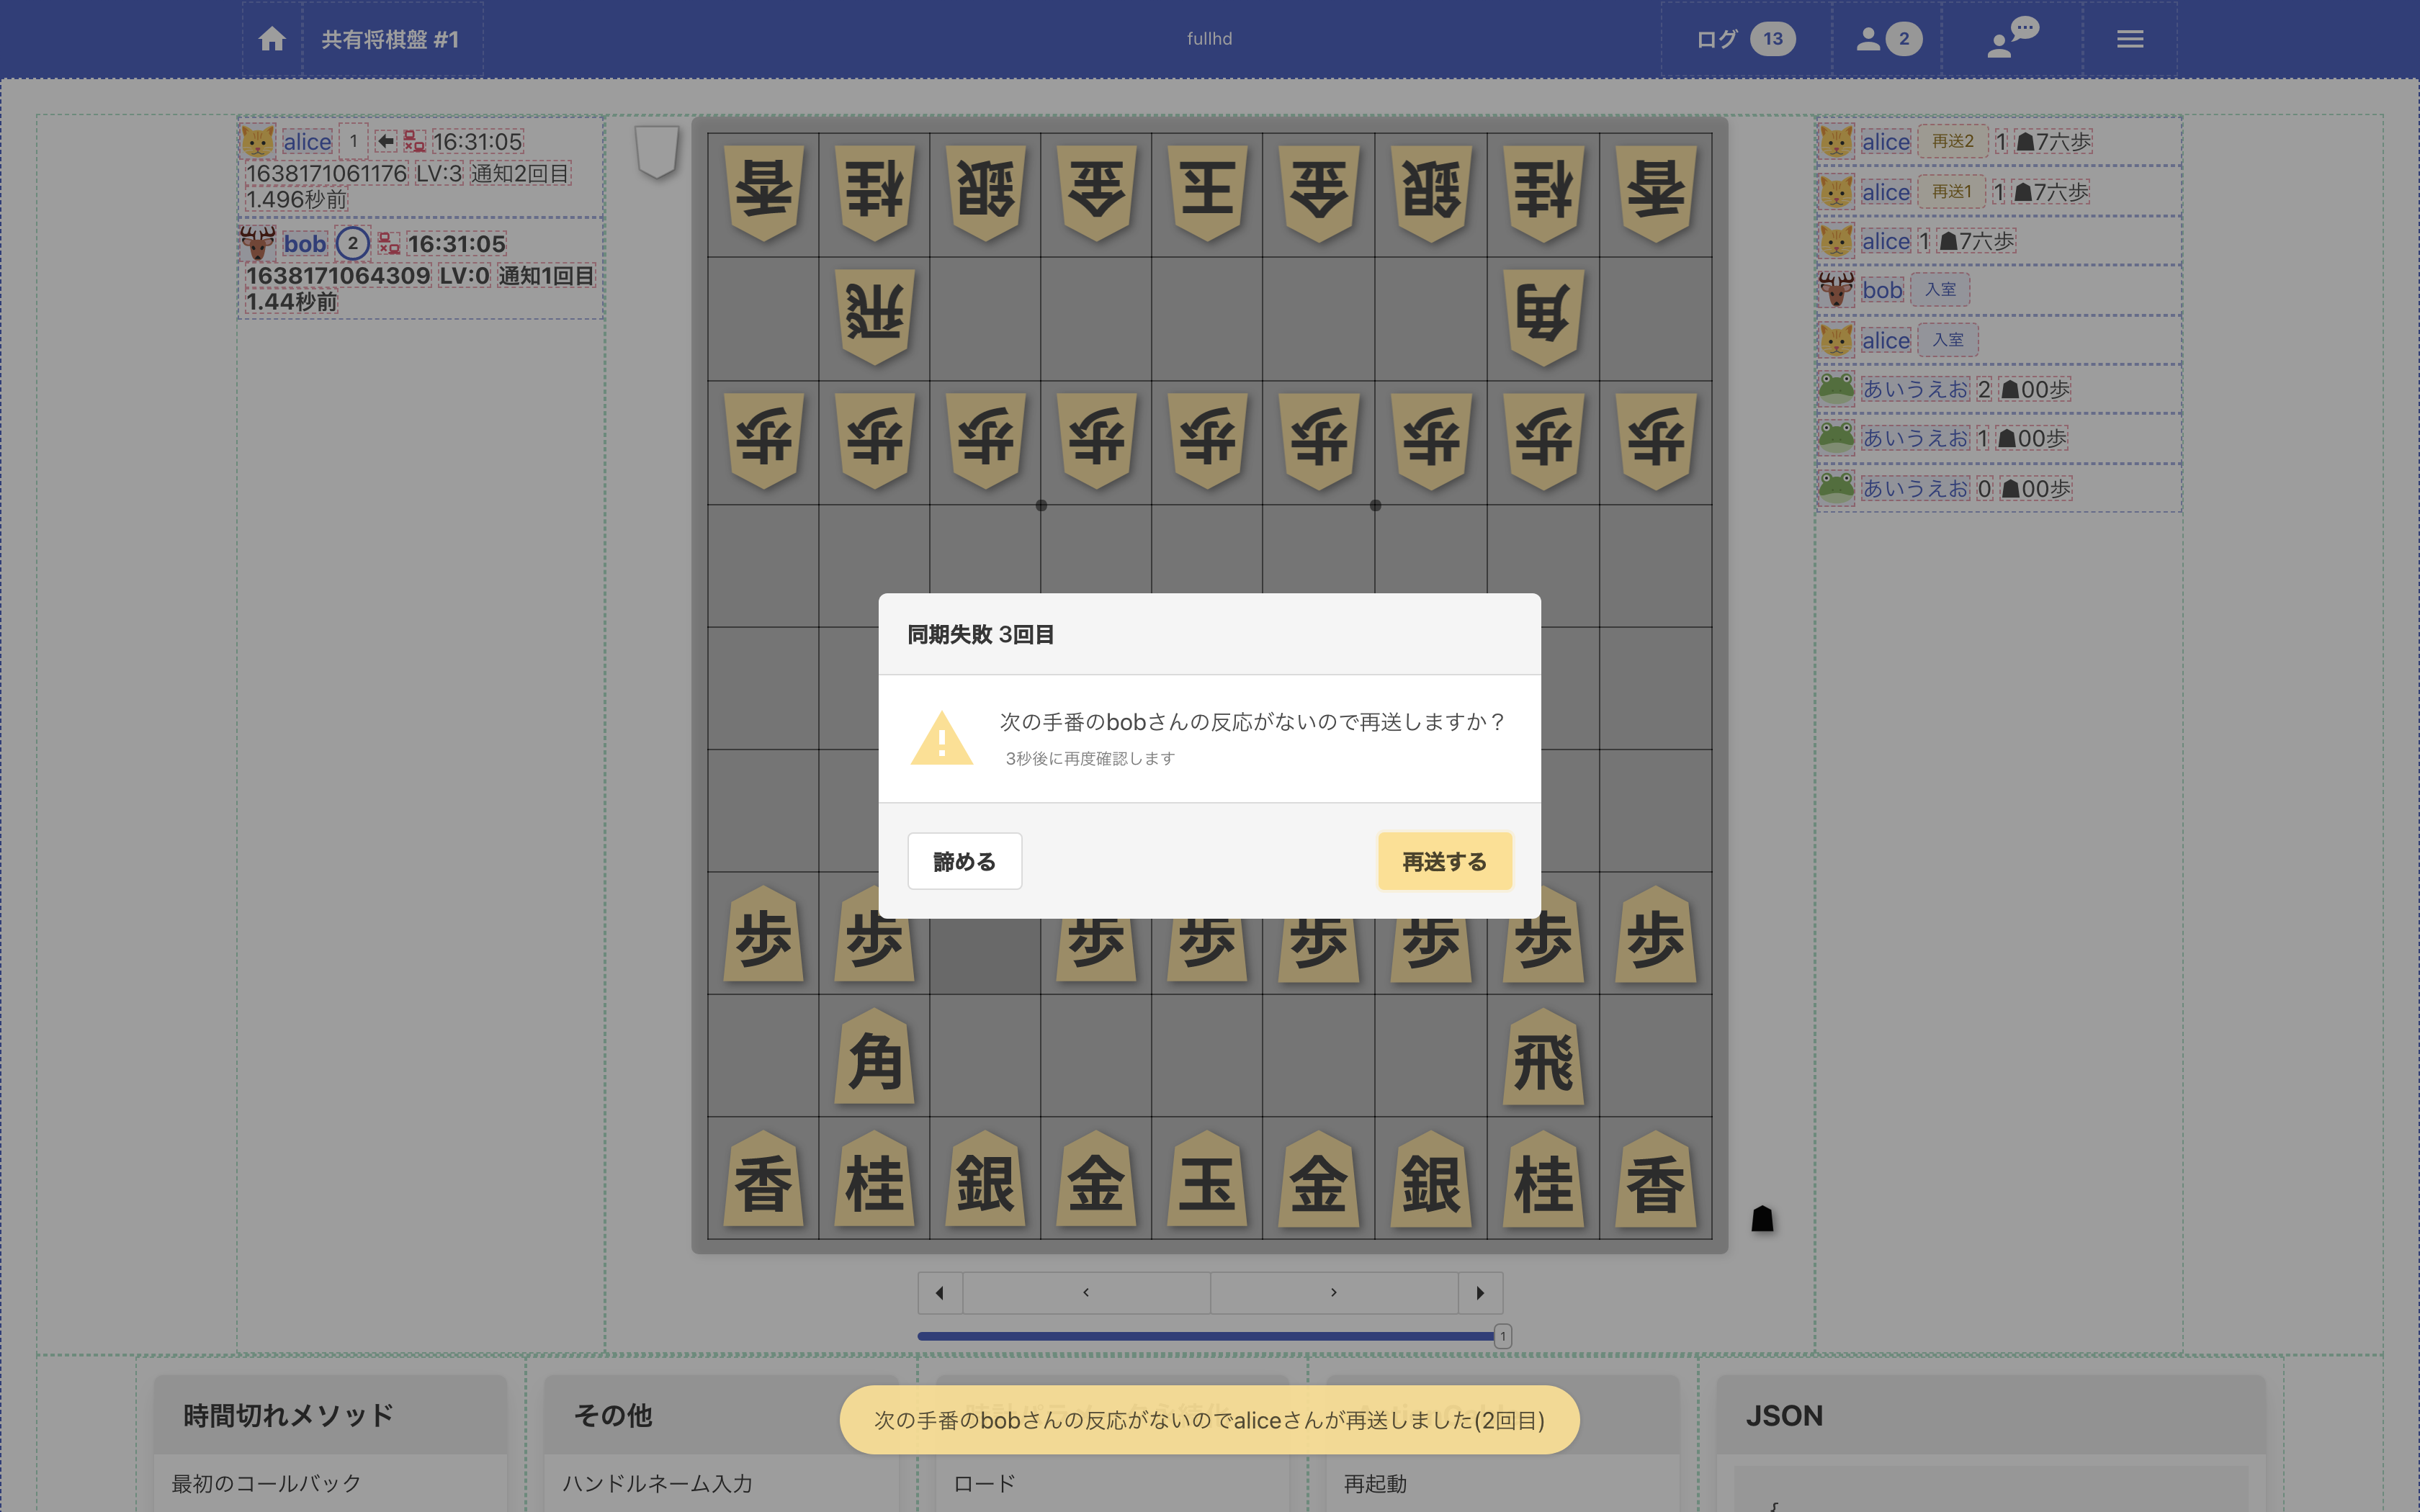 共有将棋盤 #1
fullhd
ログ 13
2
alice 1 16:31:05
1638171061176 LV:3 通知2回目
1.496秒前
bob 2 16:31:05
1638171064309 LV:0 通知1回目
1.44秒前
香 桂 銀 金 玉 金 銀 桂 香
飛 角
歩 歩 歩 歩 歩 歩 歩 歩 歩
同期失敗 3回目
次の手番のbobさんの反応がないので再送しますか？
3秒後に再度確認します
諦める
再送する
歩 歩 歩 歩 歩 歩 歩 歩
角 飛
香 桂 銀 金 玉 金 銀 桂 香
1
alice 再送2 1 ☗7六歩
alice 再送1 1 ☗7六歩
alice 1 ☗7六歩
bob 入室
alice 入室
あいうえお 2 ☗00歩
あいうえお 1 ☗00歩
あいうえお 0 ☗00歩
次の手番のbobさんの反応がないのでaliceさんが再送しました(2回目)
時間切れメソッド
最初のコールバック
その他
ハンドルネーム入力
ロード
再起動
JSON
{